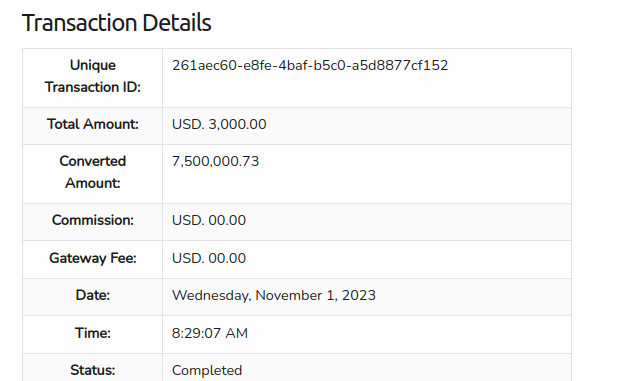 Transaction Details
Unique
Transaction ID:
261aec60-e8fe-4baf-b5c0-a5d8877cf152
Total Amount:
USD. 3,000.00
Converted
Amount:
7,500,000.73
Commission:
USD. 00.00
Gateway Fee:
USD. 00.00
Date:
Wednesday, November 1, 2023
Time:
8:29:07 AM
Status:
Completed